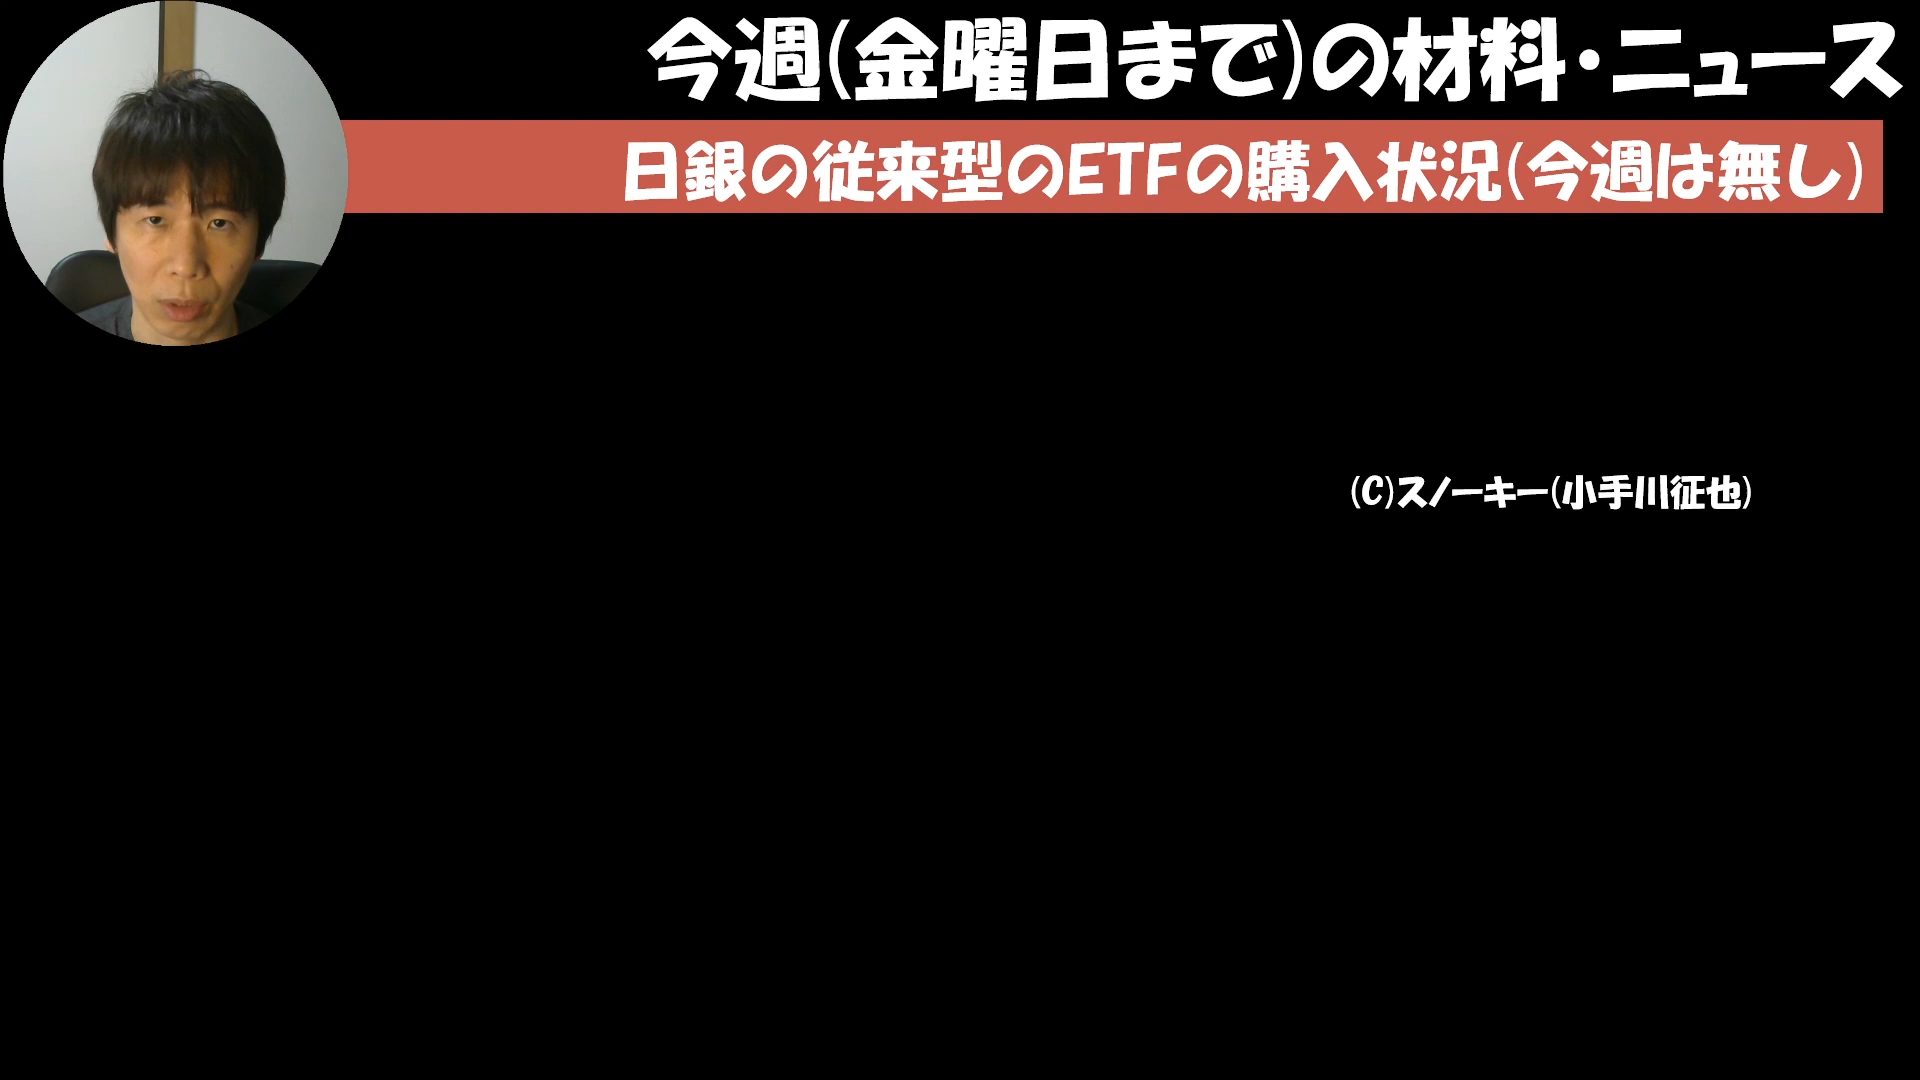 今週(金曜日まで)の材料・ニュース
日銀の従来型のETFの購入状況(今週は無し)
(C)スノーキー(小手川征也)